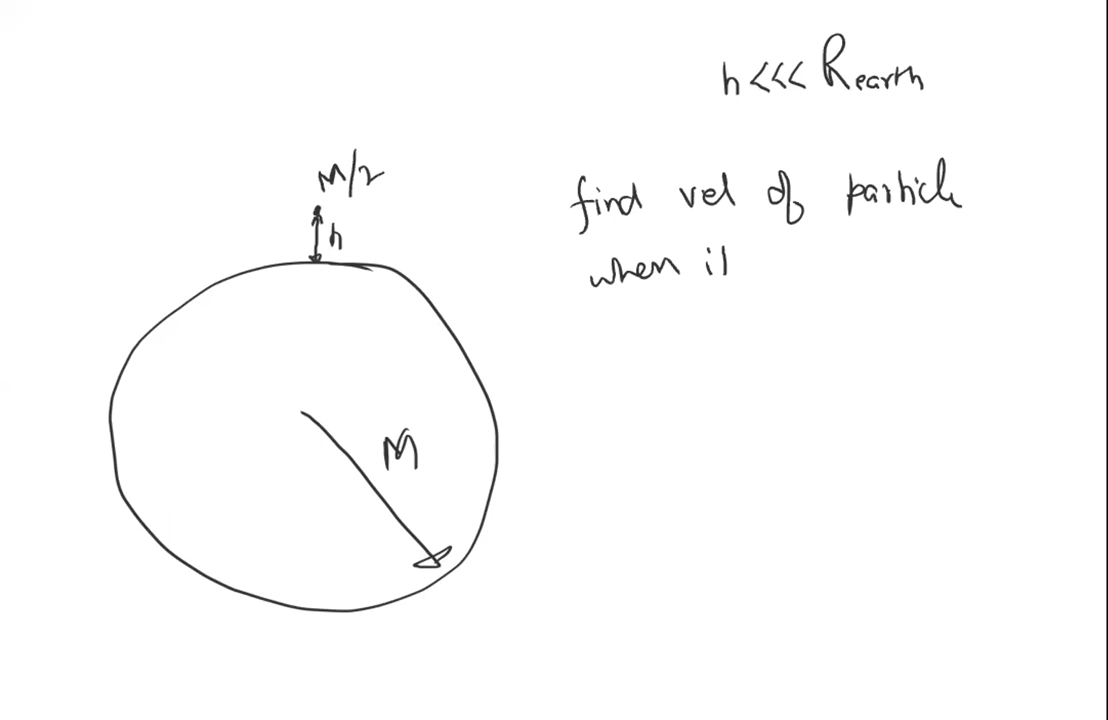 h <<< Rearth
M/2
h
find vel of particle
when it
M